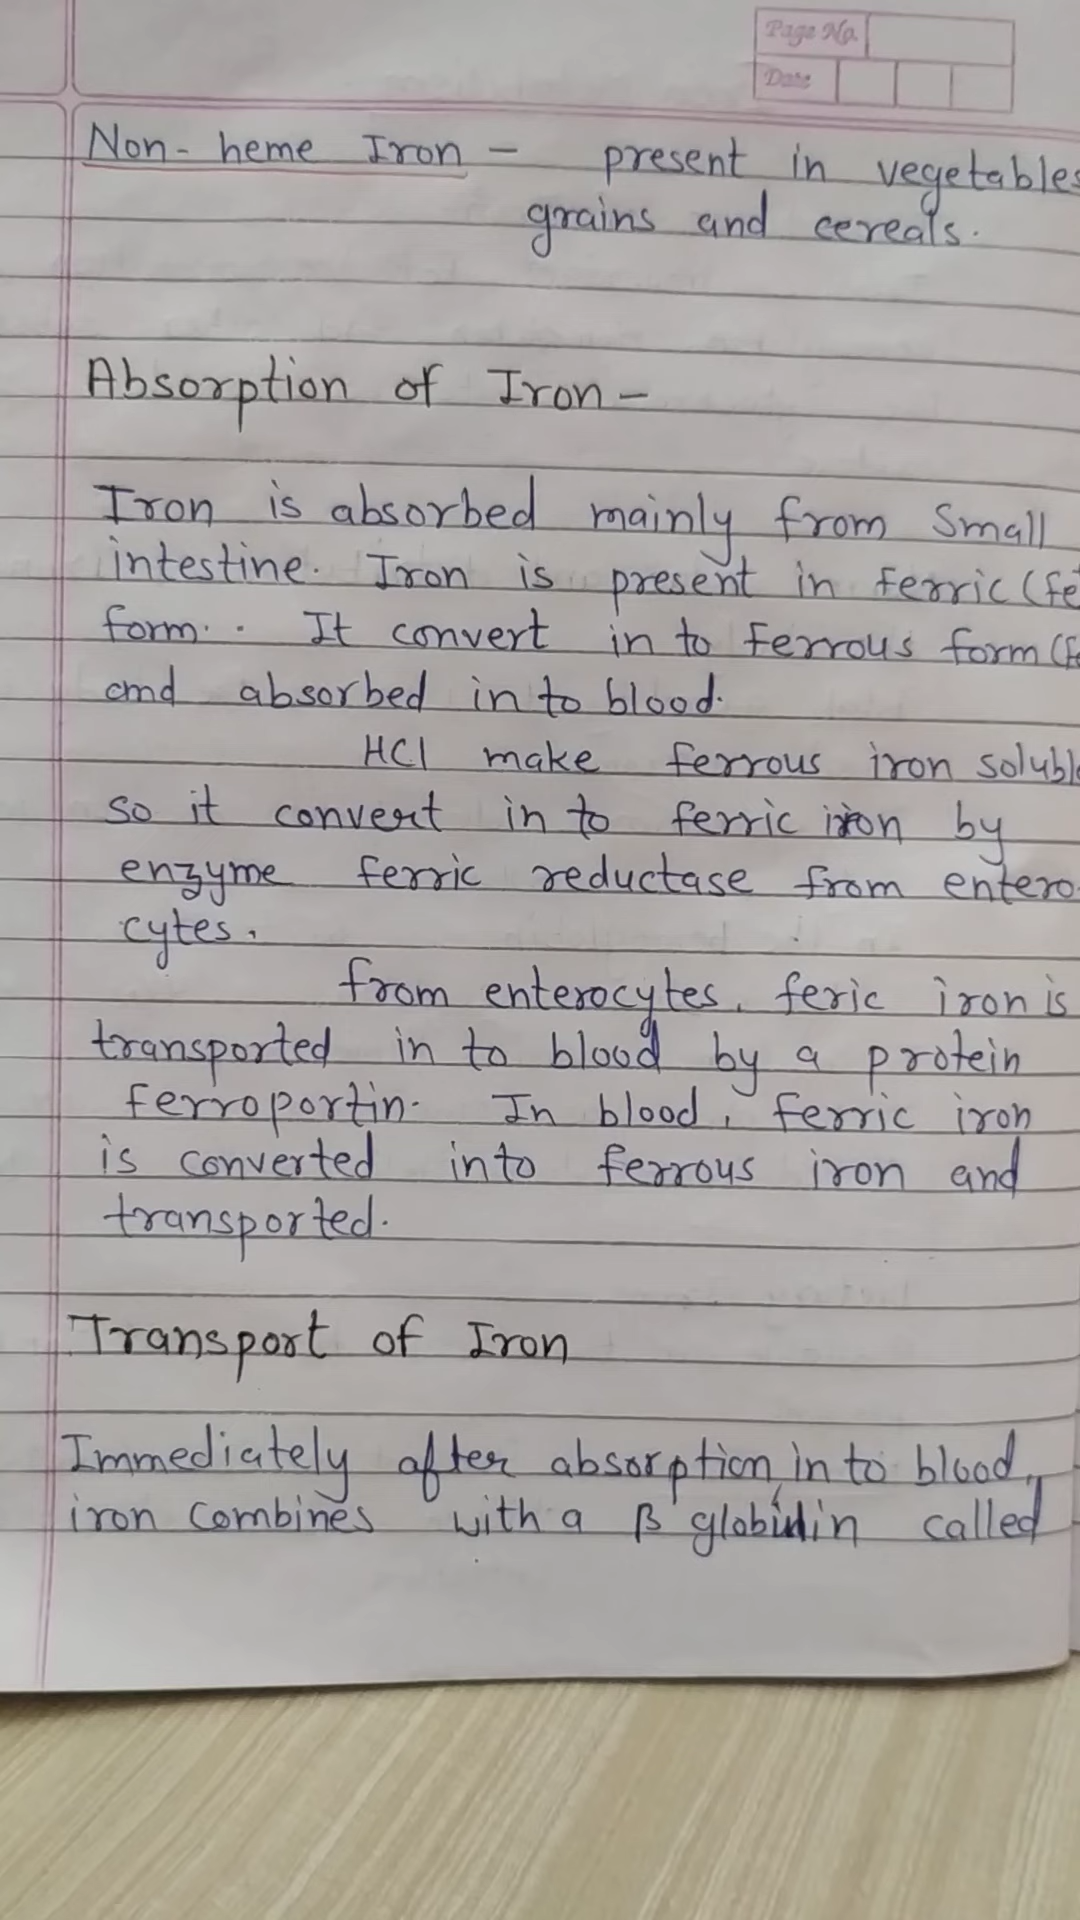 Page No.
Date
Non-heme Iron - present in vegetables
grains and cereals.
Absorption of Iron -
Iron is absorbed mainly from Small
intestine. Iron is present in ferric (fe
form. . It convert in to ferrous form (fe
and absorbed in to blood.
HCl make ferrous iron soluble
so it convert in to ferric iron by
enzyme ferric reductase from entero-
cytes.
from enterocytes, feric iron is
transported in to blood by a protein
ferroportin. In blood, ferric iron
is converted into ferrous iron and
transported.
Transport of Iron
Immediately after absorption, in to blood,
iron combines with a β called